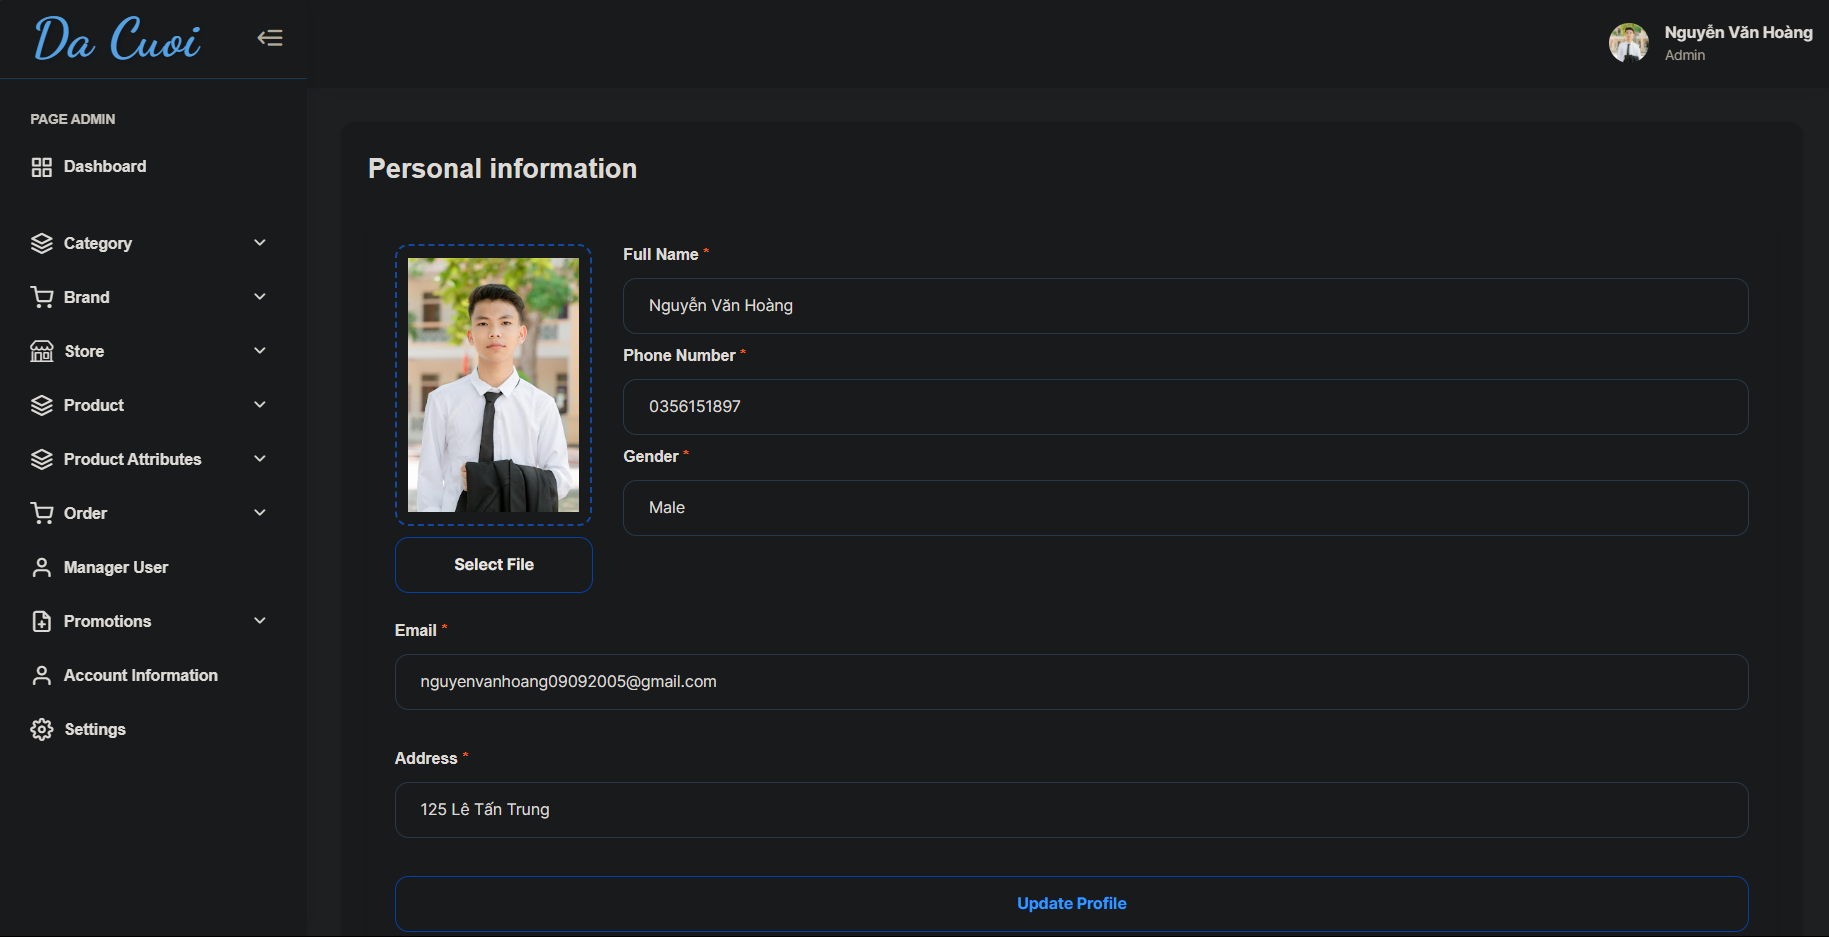 Da Cuoi
Nguyễn Văn Hoàng
Admin
PAGE ADMIN
Dashboard
Category
Brand
Store
Product
Product Attributes
Order
Manager User
Promotions
Account Information
Settings
Personal information
Full Name *
Nguyễn Văn Hoàng
Phone Number *
0356151897
Gender *
Male
Select File
Email *
nguyenvanhoang09092005@gmail.com
Address *
125 Lê Tấn Trung
Update Profile